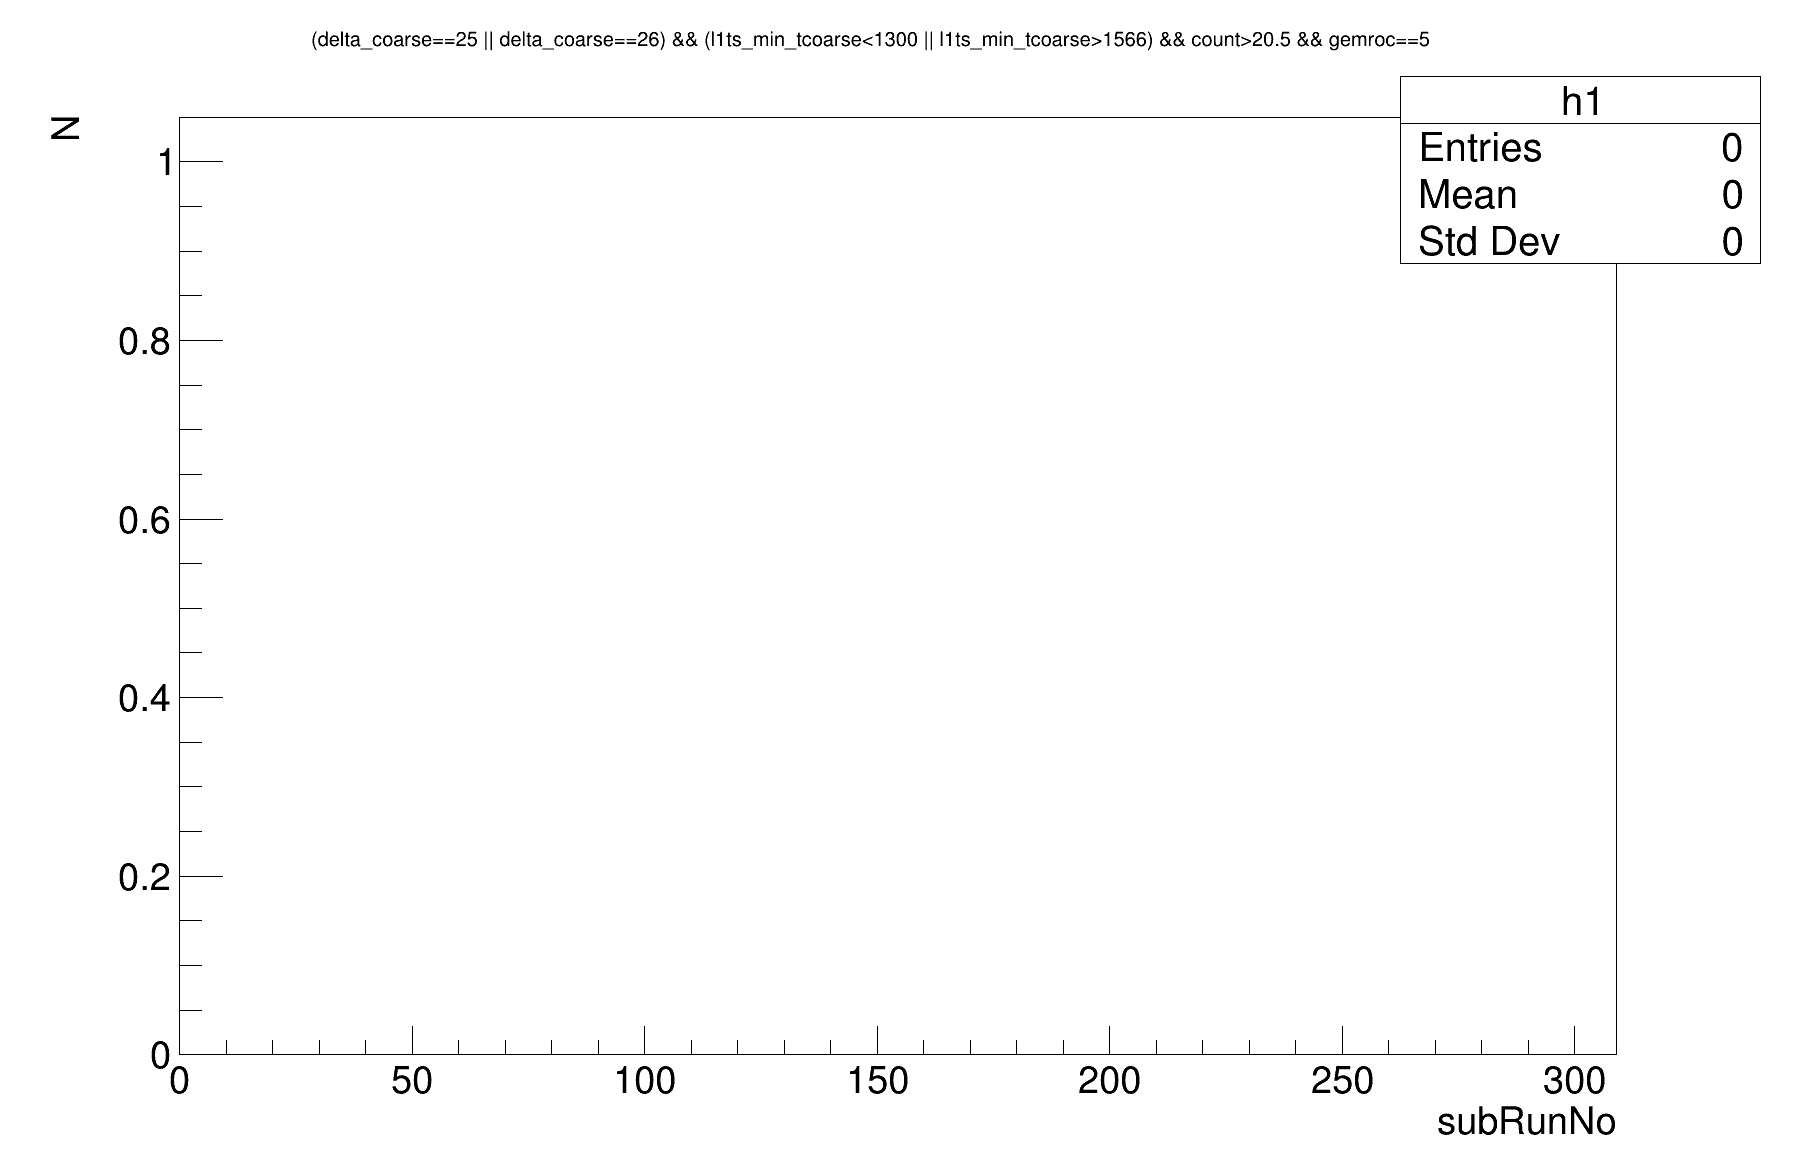 (delta_coarse==25 || delta_coarse==26) && (l1ts_min_tcoarse<1300 || l1ts_min_tcoarse>1566) && count>20.5 && gemroc==5
h1
Entries 0
Mean 0
Std Dev 0
N
1
0.8
0.6
0.4
0.2
0
0 50 100 150 200 250 300
subRunNo